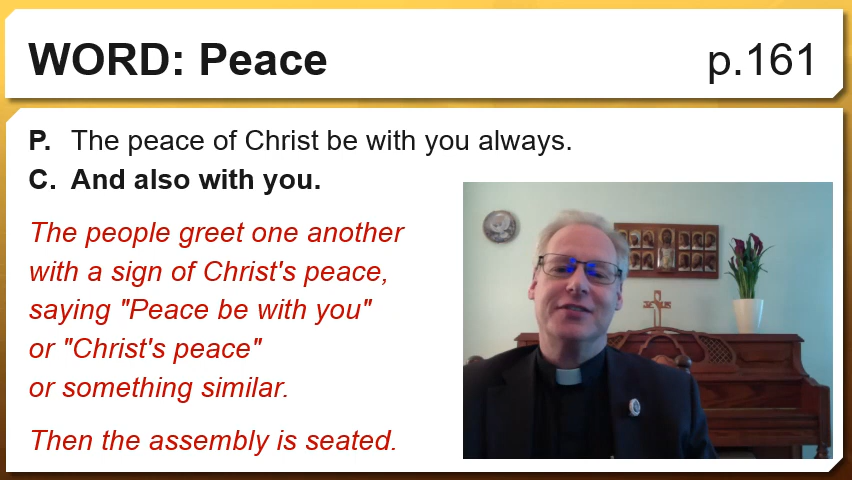 WORD: Peace p.161
P. The peace of Christ be with you always.
C. And also with you.
The people greet one another
with a sign of Christ's peace,
saying "Peace be with you"
or "Christ's peace"
or something similar.
Then the assembly is seated.
JESUS